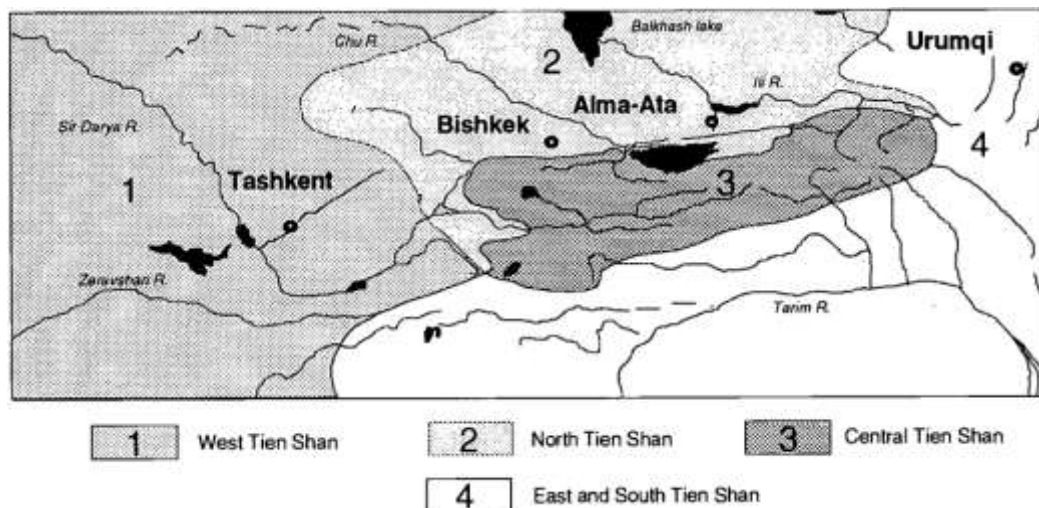 Chu R.
Balkhash lake
Urumqi
2
Ili R.
Alma-Ata
Sir Darya R.
Bishkek
4
1
Tashkent
3
Zeravshan R.
Tarim R.
1 West Tien Shan
2 North Tien Shan
3 Central Tien Shan
4 East and South Tien Shan